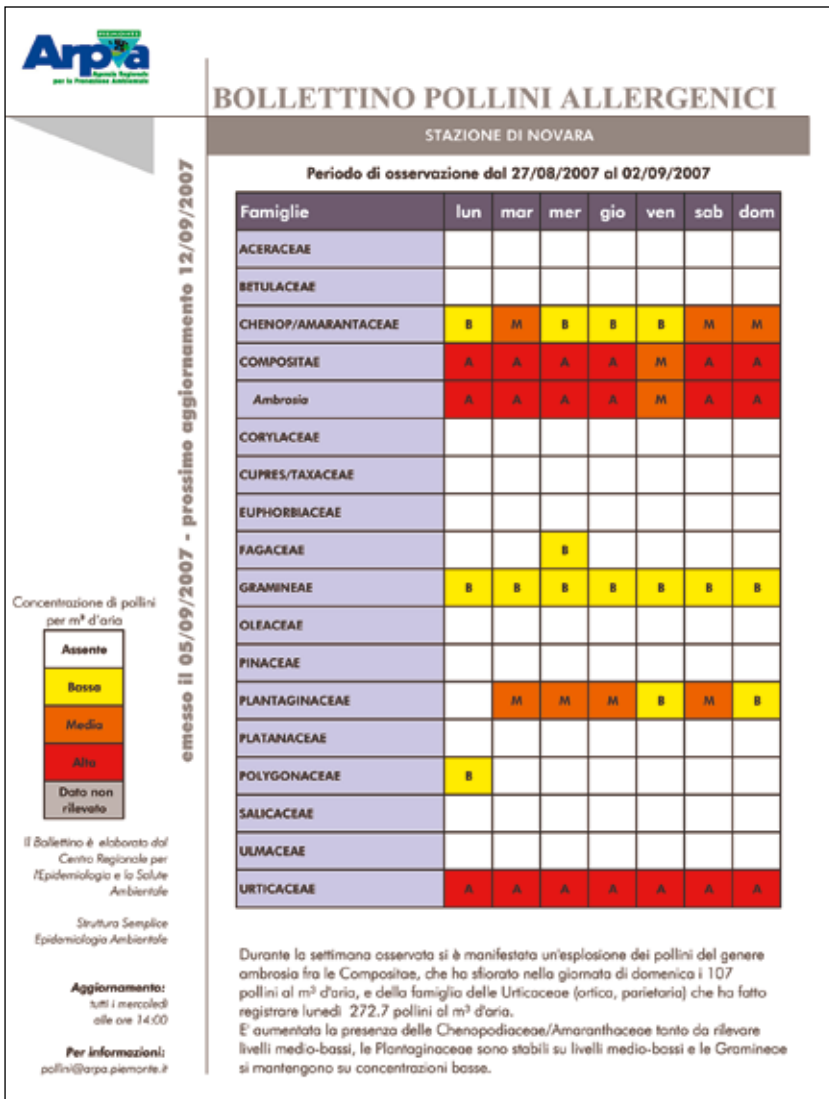 PIEMONTE
Arpa
Agenzia Regionale
per la Protezione Ambientale
BOLLETTINO POLLINI ALLERGENICI
STAZIONE DI NOVARA
Periodo di osservazione dal 27/08/2007 al 02/09/2007
emesso il 05/09/2007 - prossimo aggiornamento 12/09/2007
Famiglie lun mar mer gio ven sab dom
ACERACEAE
BETULACEAE
CHENOP/AMARANTACEAE B M B B B M M
COMPOSITAE A A A A M A A
Ambrosia A A A A M A A
CORYLACEAE
CUPRES/TAXACEAE
EUPHORBIACEAE
FAGACEAE B
GRAMINEAE B B B B B B B
OLEACEAE
PINACEAE
PLANTAGINACEAE M M M B M B
PLATANACEAE
POLYGONACEAE B
SALICACEAE
ULMACEAE
URTICACEAE A A A A A A A
Concentrazione di pollini
per m³ d'aria
Assente
Bassa
Media
Alta
Dato non
rilevato
Il Bollettino è elaborato dal
Centro Regionale per
l'Epidemiologia e la Salute
Ambientale
Struttura Semplice
Epidemiologia Ambientale
Aggiornamento:
tutti i mercoledì
alle ore 14:00
Per informazioni:
pollini@arpa.piemonte.it
Durante la settimana osservata si è manifestata un'esplosione dei pollini del genere
ambrosia fra le Compositae, che ha sfiorato nella giornata di domenica i 107
pollini al m³ d'aria, e della famiglia delle Urticaceae (ortica, parietaria) che ha fatto
registrare lunedì 272.7 pollini al m³ d'aria.
E' aumentata la presenza delle Chenopodiaceae/Amaranthaceae tanto da rilevare
livelli medio-bassi, le Plantaginaceae sono stabili su livelli medio-bassi e le Gramineae
si mantengono su concentrazioni basse.